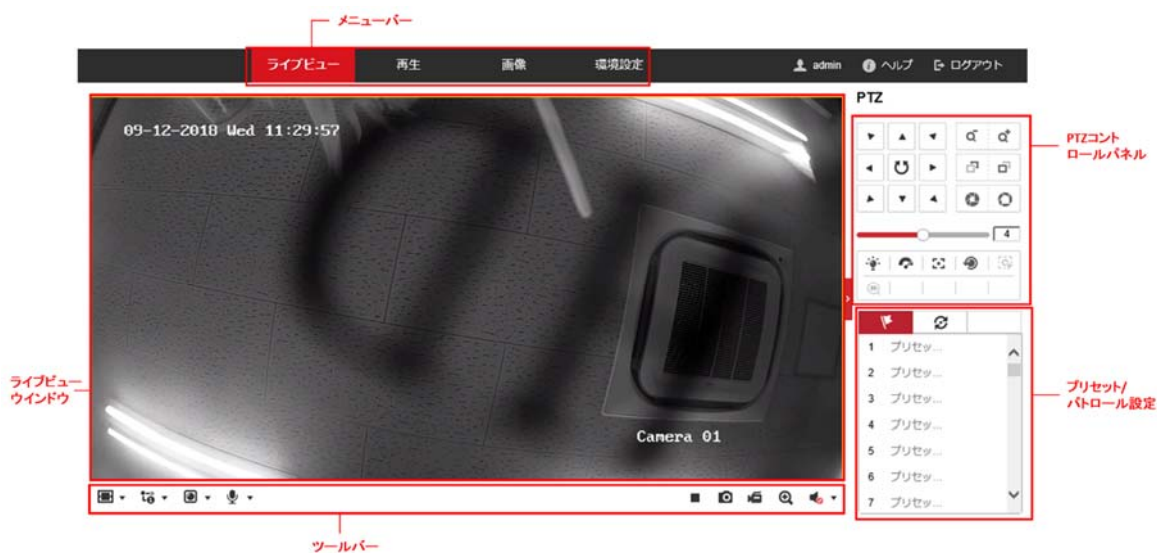 メニューバー
ライブビュー 再生 画像 環境設定 admin ヘルプ ログアウト
PTZ
09-12-2018 Wed 11:29:57
PTZコント
ロールパネル
4
1 プリセッ...
2 プリセッ...
3 プリセッ...
4 プリセッ...
5 プリセッ...
6 プリセッ...
7 プリセッ...
ライブビュー
ウインドウ
プリセット/
パトロール設定
Camera 01
ツールバー